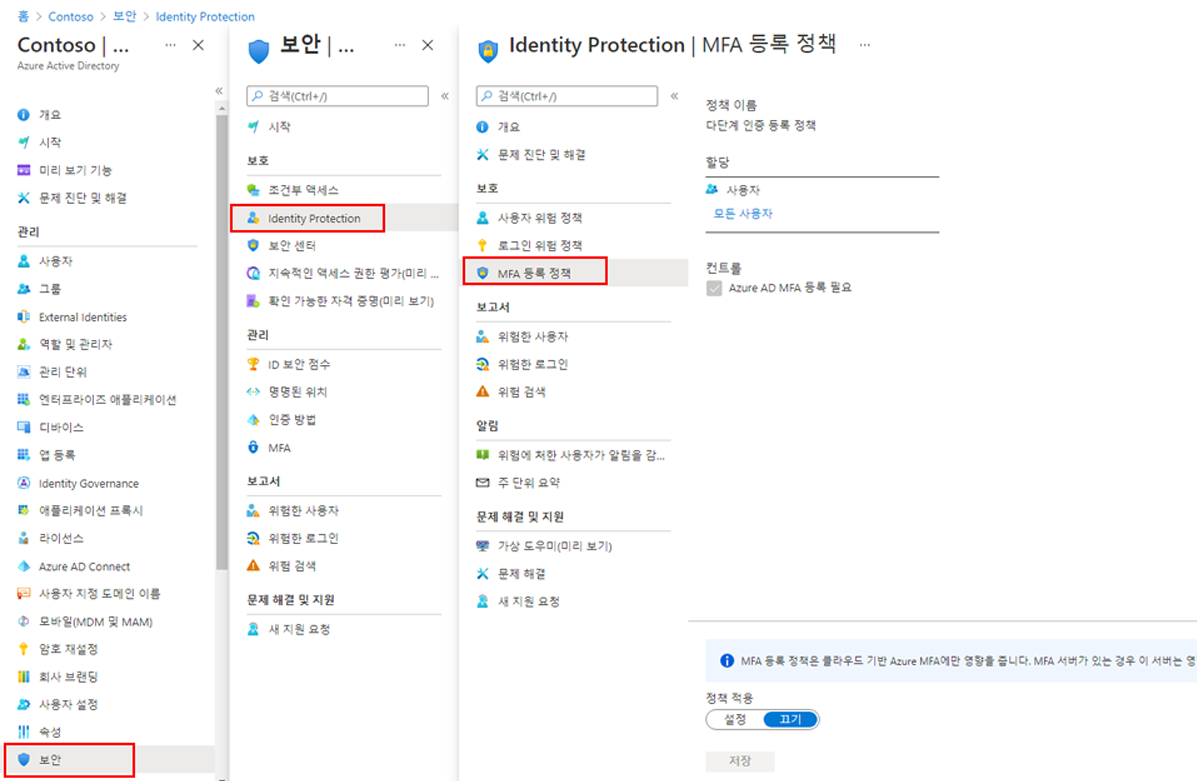 홈 > Contoso > 보안 > Identity Protection
Contoso | ...
Azure Active Directory
개요
시작
미리 보기 기능
문제 진단 및 해결
관리
사용자
그룹
External Identities
역할 및 관리자
관리 단위
엔터프라이즈 애플리케이션
디바이스
앱 등록
Identity Governance
애플리케이션 프록시
라이선스
Azure AD Connect
사용자 지정 도메인 이름
모바일(MDM 및 MAM)
암호 재설정
회사 브랜딩
사용자 설정
속성
보안
보안 | ...
검색(Ctrl+/)
시작
보호
조건부 액세스
Identity Protection
보안 센터
지속적인 액세스 권한 평가(미리 ...
확인 가능한 자격 증명(미리 보기)
관리
ID 보안 점수
명명된 위치
인증 방법
MFA
보고서
위험한 사용자
위험한 로그인
위험 검색
문제 해결 및 지원
새 지원 요청
Identity Protection | MFA 등록 정책 ...
검색(Ctrl+/)
개요
문제 진단 및 해결
보호
사용자 위험 정책
로그인 위험 정책
MFA 등록 정책
보고서
위험한 사용자
위험한 로그인
위험 검색
알림
위험에 처한 사용자가 알림을 감...
주 단위 요약
문제 해결 및 지원
가상 도우미(미리 보기)
문제 해결
새 지원 요청
정책 이름
다단계 인증 등록 정책
할당
사용자
모든 사용자
컨트롤
Azure AD MFA 등록 필요
MFA 등록 정책은 클라우드 기반 Azure MFA에만 영향을 줍니다. MFA 서버가 있는 경우 이 서버는 영
정책 적용
설정 끄기
저장